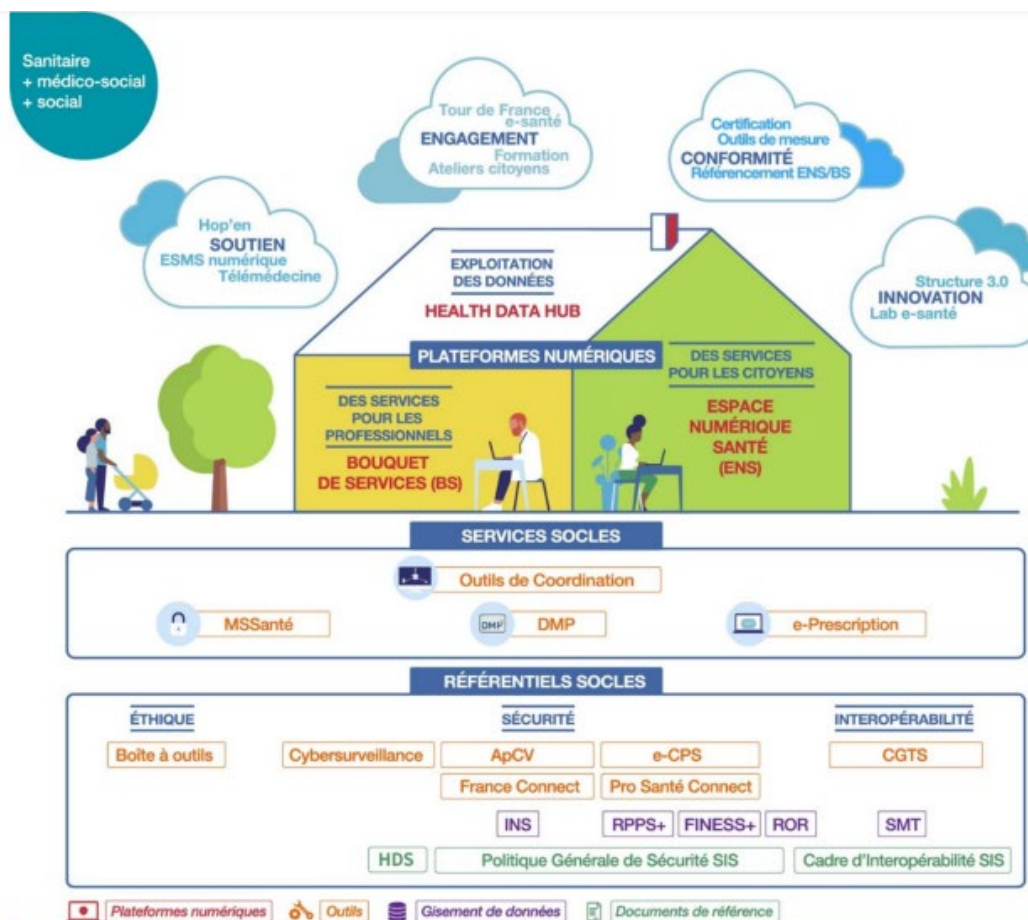 Sanitaire
+ médico-social
+ social
Tour de France
e-santé
ENGAGEMENT
Formation
Ateliers citoyens
Certification
Outils de mesure
CONFORMITÉ
Référencement ENS/BS
Hop'en
SOUTIEN
ESMS numérique
Télémédecine
Structure 3.0
INNOVATION
Lab e-santé
EXPLOITATION
DES DONNÉES
HEALTH DATA HUB
PLATEFORMES NUMÉRIQUES
DES SERVICES
POUR LES
PROFESSIONNELS
BOUQUET
DE SERVICES (BS)
DES SERVICES
POUR LES CITOYENS
ESPACE
NUMÉRIQUE
SANTÉ
(ENS)
SERVICES SOCLES
Outils de Coordination
MSSanté
DMP
DMP
e-Prescription
RÉFÉRENTIELS SOCLES
ÉTHIQUE
SÉCURITÉ
INTEROPÉRABILITÉ
Boîte à outils
Cybersurveillance
ApCV
e-CPS
CGTS
France Connect
Pro Santé Connect
INS
RPPS+
FINESS+
ROR
SMT
HDS
Politique Générale de Sécurité SIS
Cadre d'Interopérabilité SIS
Plateformes numériques
Outils
Gisement de données
Documents de référence